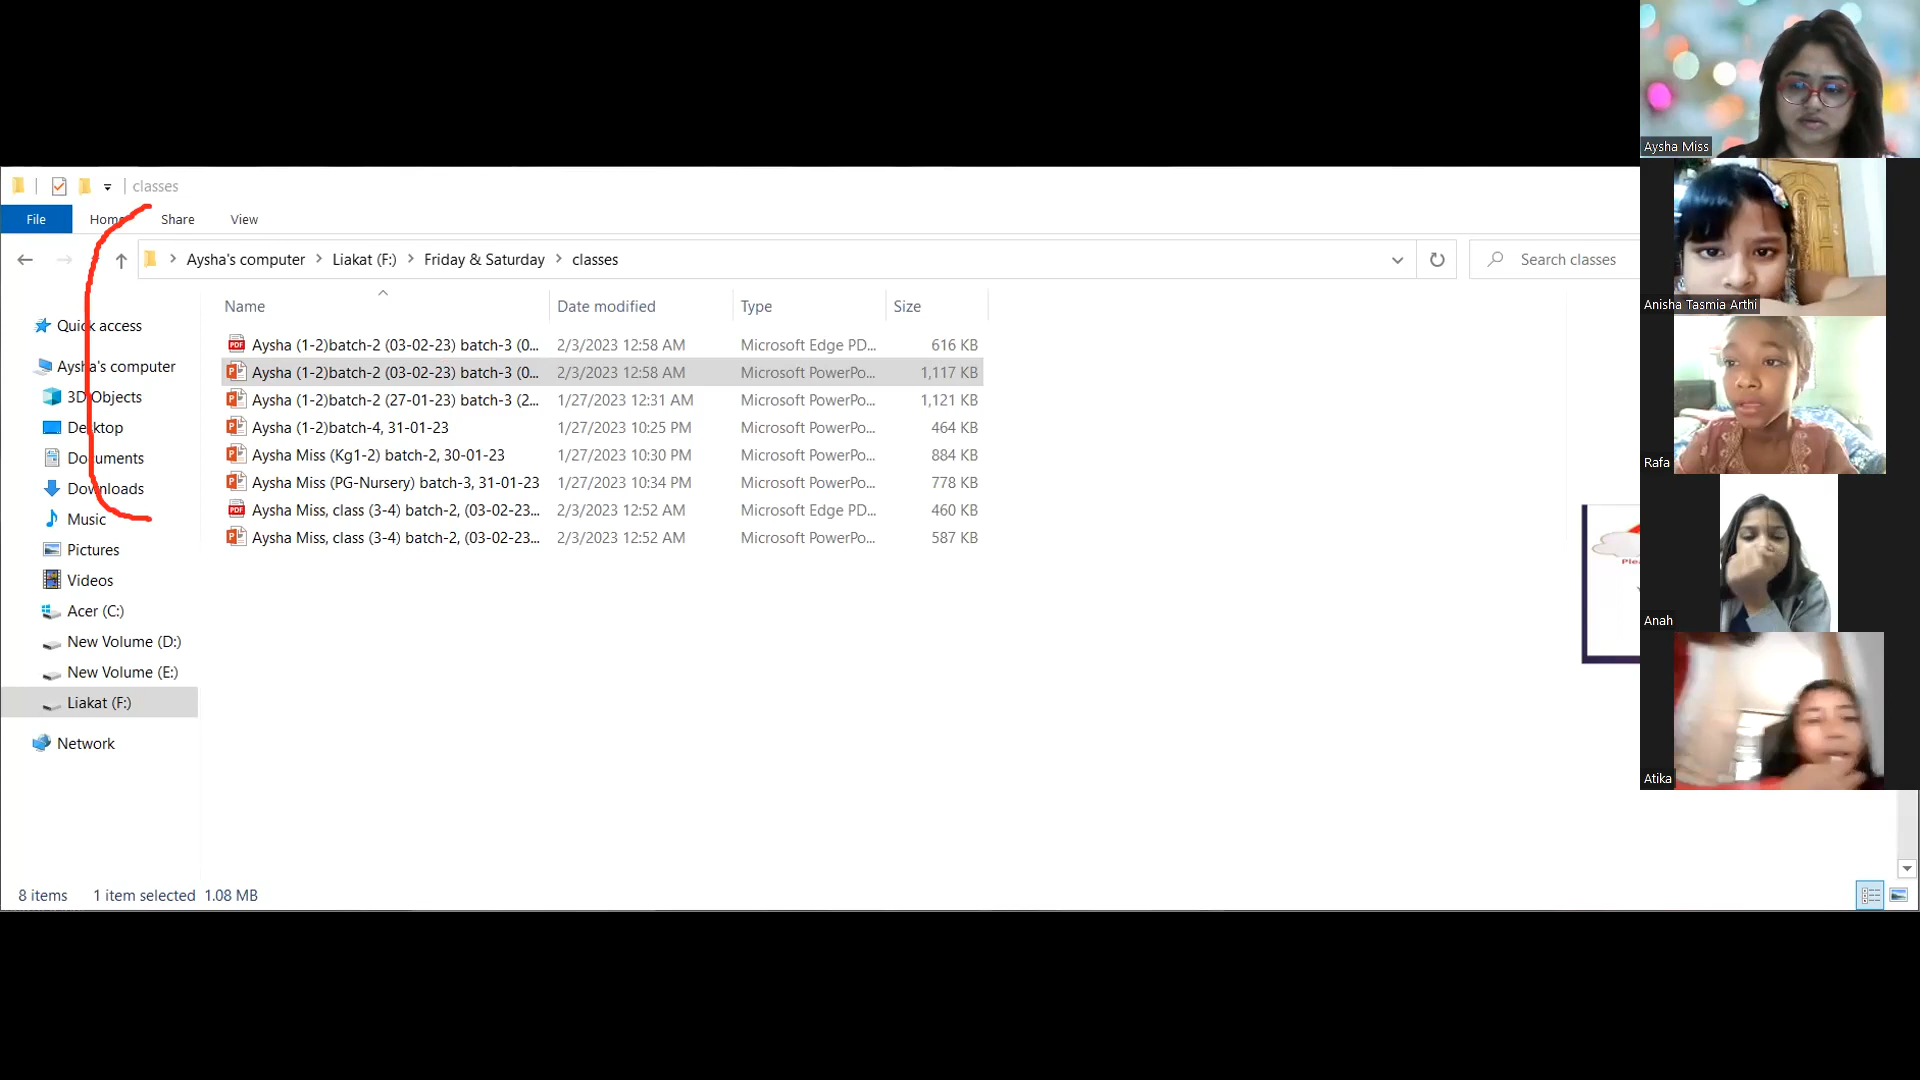 classes
File Home Share View
Aysha's computer Liakat (F:) Friday & Saturday classes Search classes
Name Date modified Type Size
Aysha (1-2)batch-2 (03-02-23) batch-3 (0... 2/3/2023 12:58 AM Microsoft Edge PD... 616 KB
Aysha (1-2)batch-2 (03-02-23) batch-3 (0... 2/3/2023 12:58 AM Microsoft PowerPo... 1,117 KB
Aysha (1-2)batch-2 (27-01-23) batch-3 (2... 1/27/2023 12:31 AM Microsoft PowerPo... 1,121 KB
Aysha (1-2)batch-4, 31-01-23 1/27/2023 10:25 PM Microsoft PowerPo... 464 KB
Aysha Miss (Kg1-2) batch-2, 30-01-23 1/27/2023 10:30 PM Microsoft PowerPo... 884 KB
Aysha Miss (PG-Nursery) batch-3, 31-01-23 1/27/2023 10:34 PM Microsoft PowerPo... 778 KB
Aysha Miss, class (3-4) batch-2, (03-02-23... 2/3/2023 12:52 AM Microsoft Edge PD... 460 KB
Aysha Miss, class (3-4) batch-2, (03-02-23... 2/3/2023 12:52 AM Microsoft PowerPo... 587 KB
Quick access
Aysha's computer
3D Objects
Desktop
Documents
Downloads
Music
Pictures
Videos
Acer (C:)
New Volume (D:)
New Volume (E:)
Liakat (F:)
Network
8 items 1 item selected 1.08 MB
Aysha Miss
Anisha Tasmia Arthi
Rafa
Anah
Atika